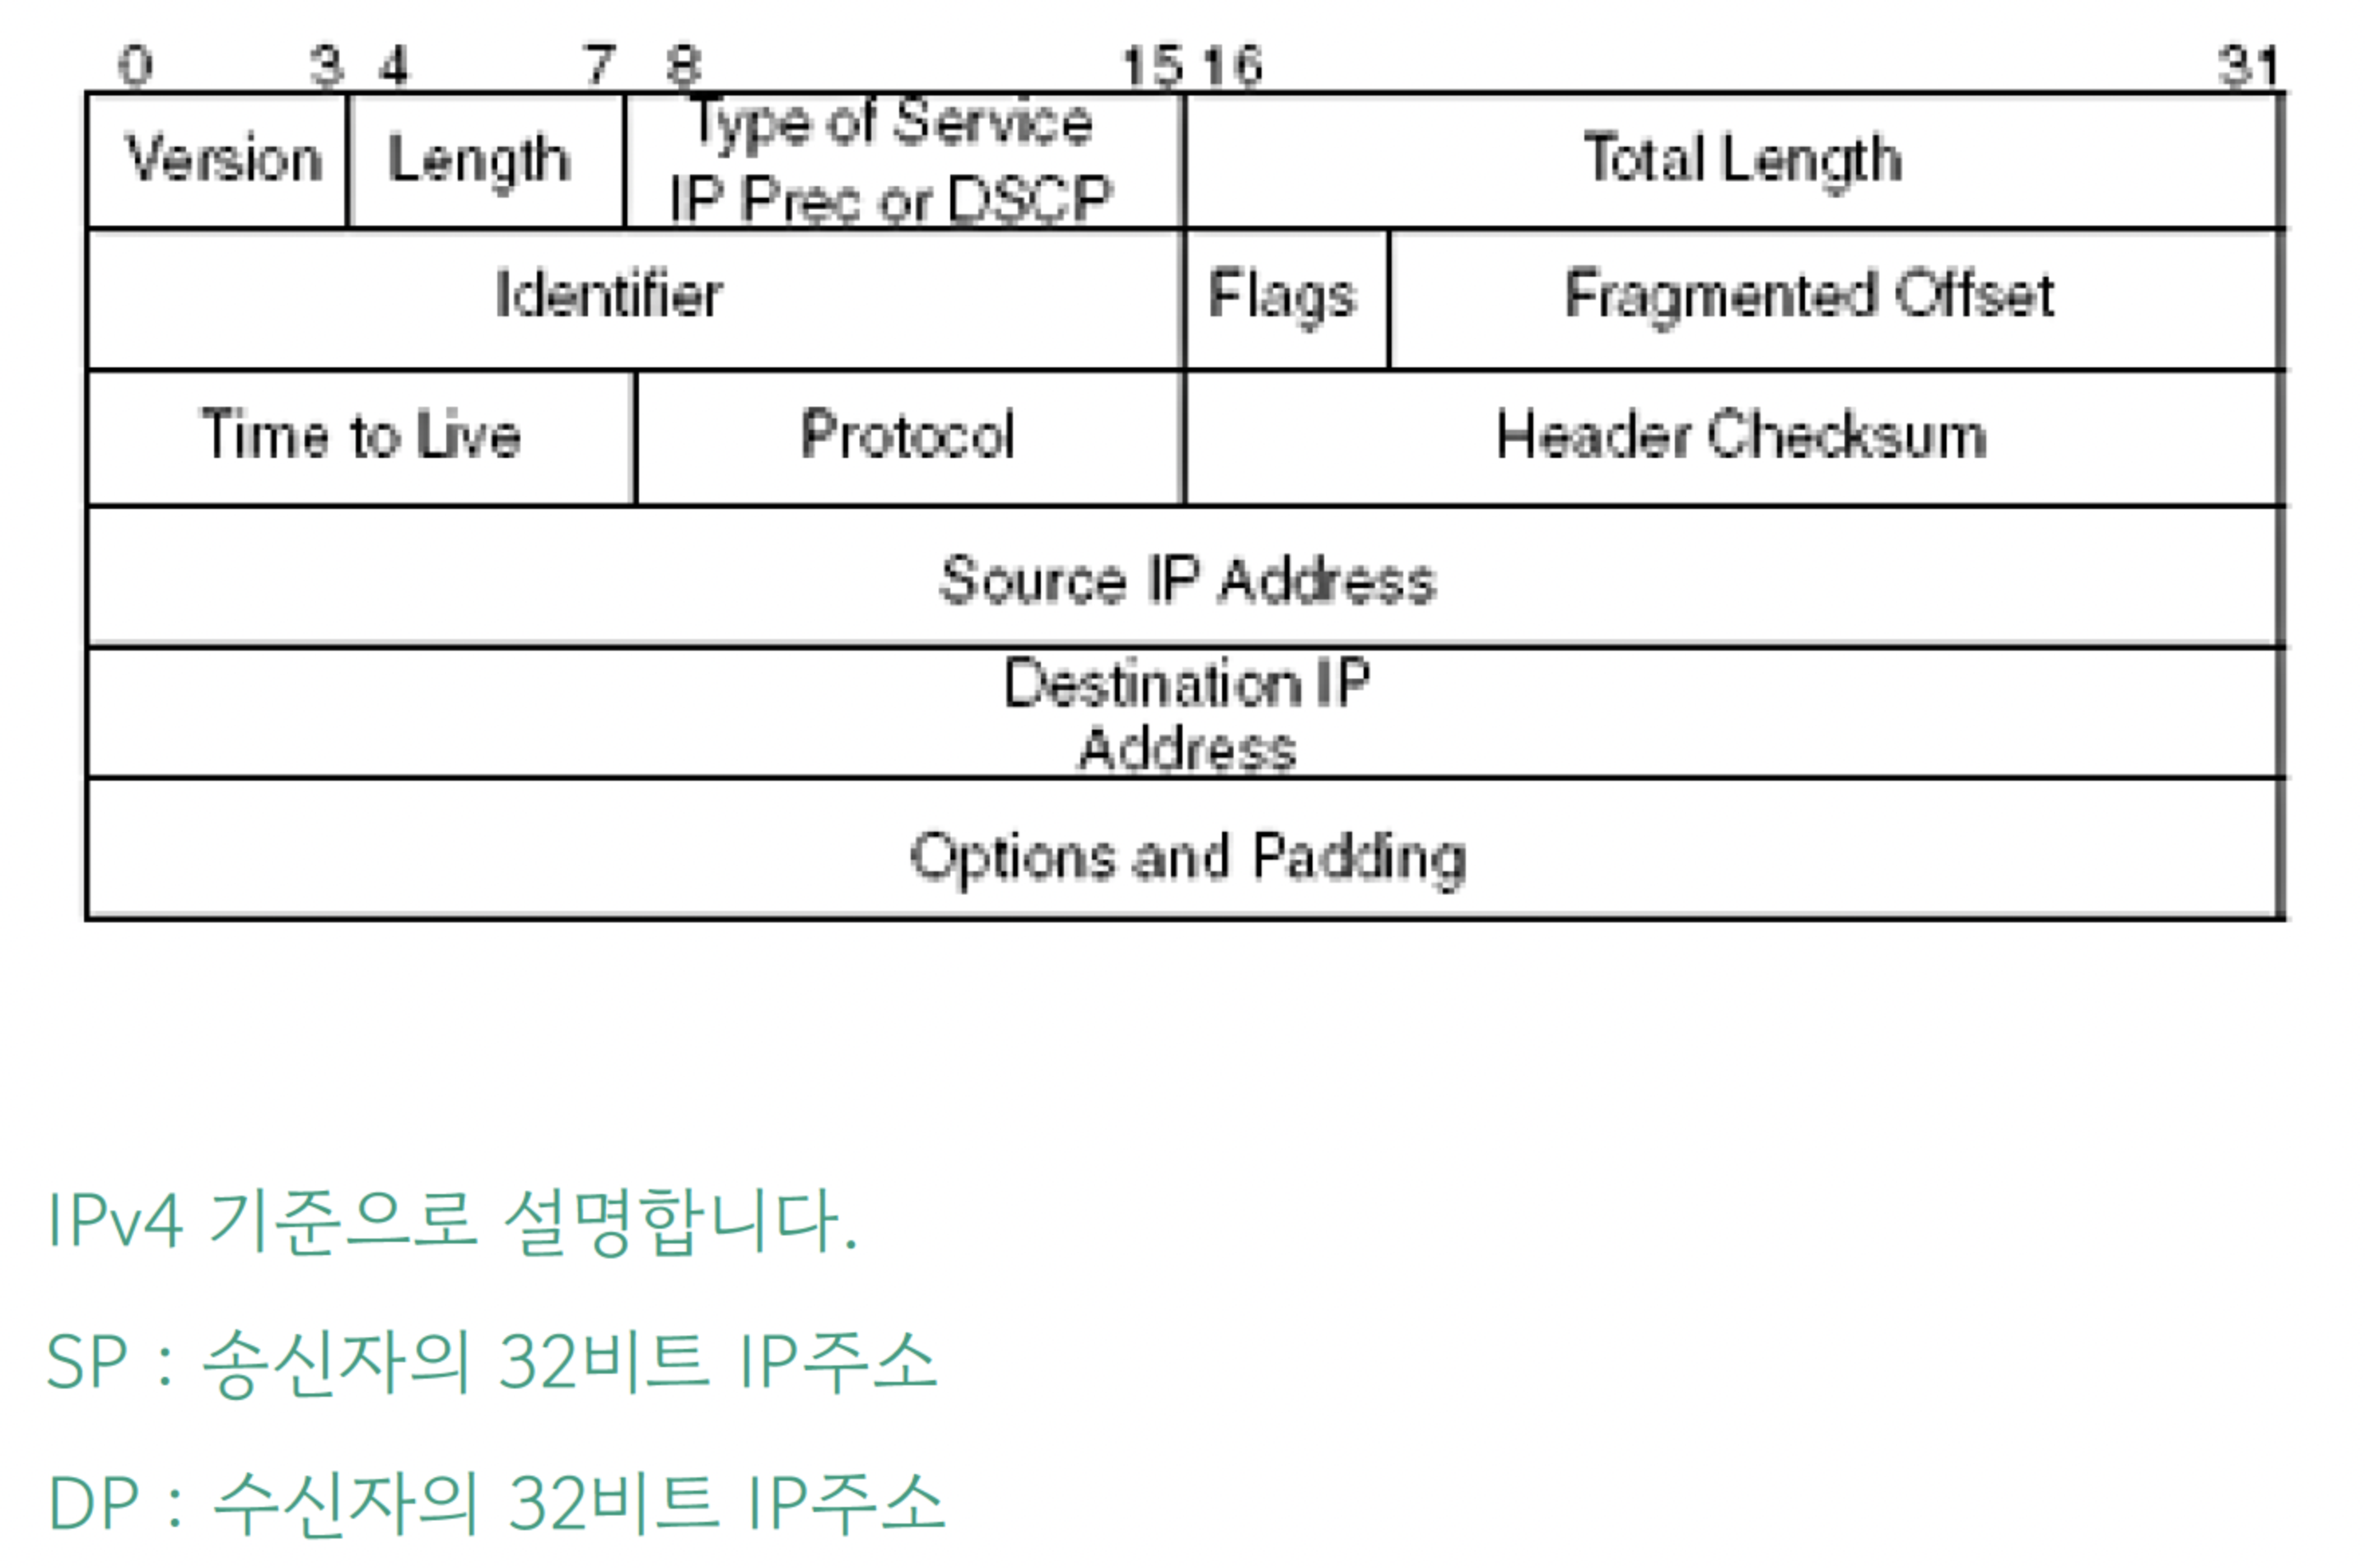 0 3 4 7 8 15 16 31
Version Length Type of Service Total Length
IP Prec or DSCP
Identifier Flags Fragmented Offset
Time to Live Protocol Header Checksum
Source IP Address
Destination IP
Address
Options and Padding
IPv4 기준으로 설명합니다.
SP : 송신자의 32비트 IP주소
DP : 수신자의 32비트 IP주소